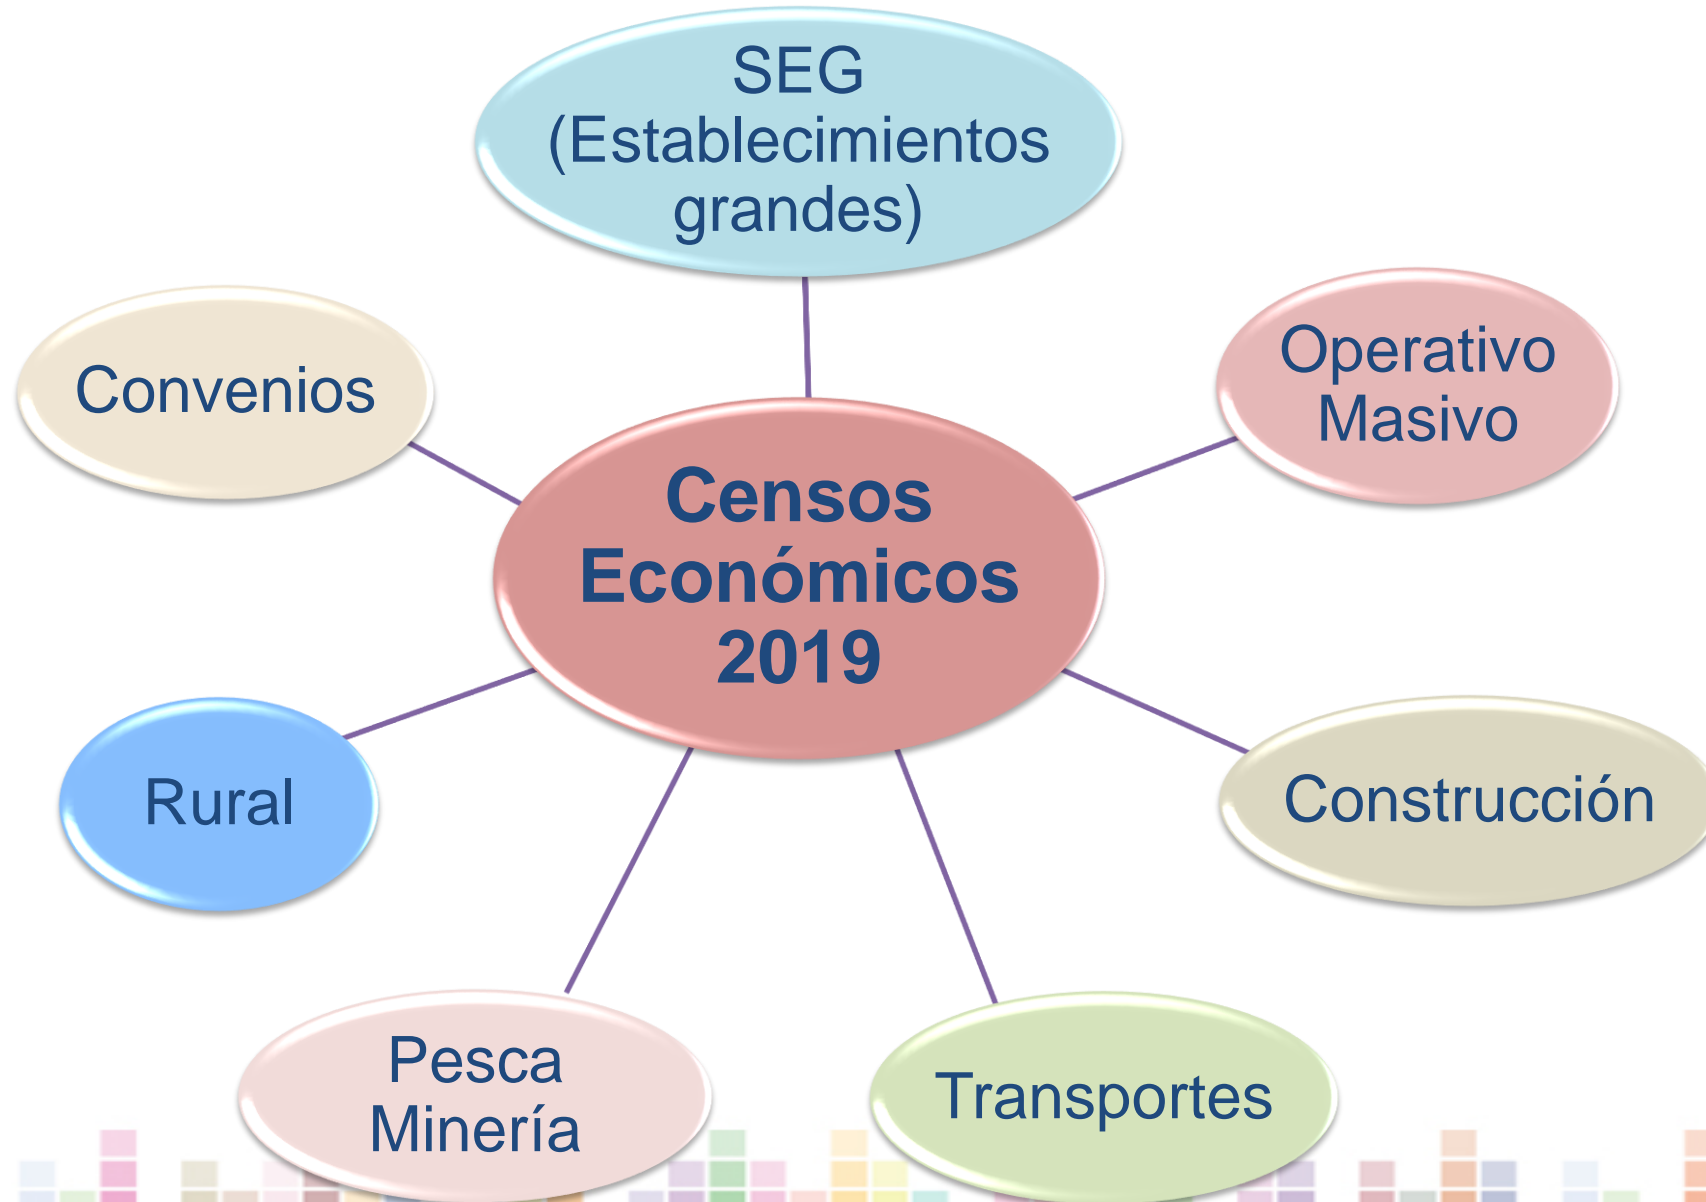 SEG
(Establecimientos
grandes)
Operativo
Masivo
Convenios
Censos
Económicos
2019
Construcción
Rural
Pesca
Minería
Transportes